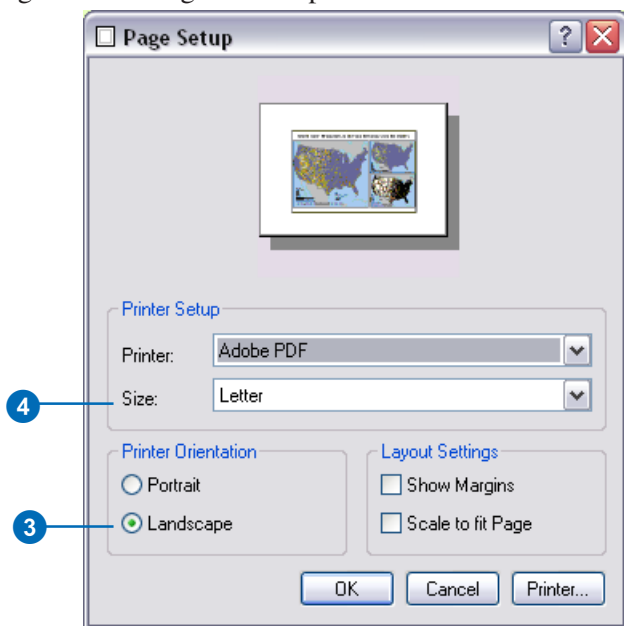 Page Setup
Printer Setup
Printer: Adobe PDF
4 Size: Letter
Printer Orientation
Portrait
3 Landscape
Layout Settings
Show Margins
Scale to fit Page
OK Cancel Printer...